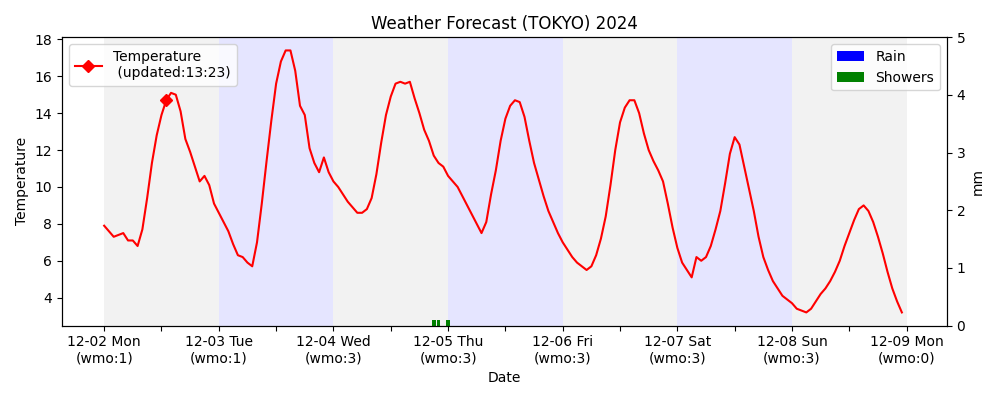 Weather Forecast (TOKYO) 2024
Temperature
(updated:13:23)
Rain
Showers
Temperature
18
16
14
12
10
8
6
4
5
4
3
2
1
0
mm
12-02 Mon
(wmo:1)
12-03 Tue
(wmo:1)
12-04 Wed
(wmo:3)
12-05 Thu
(wmo:3)
12-06 Fri
(wmo:3)
12-07 Sat
(wmo:3)
12-08 Sun
(wmo:3)
12-09 Mon
(wmo:0)
Date